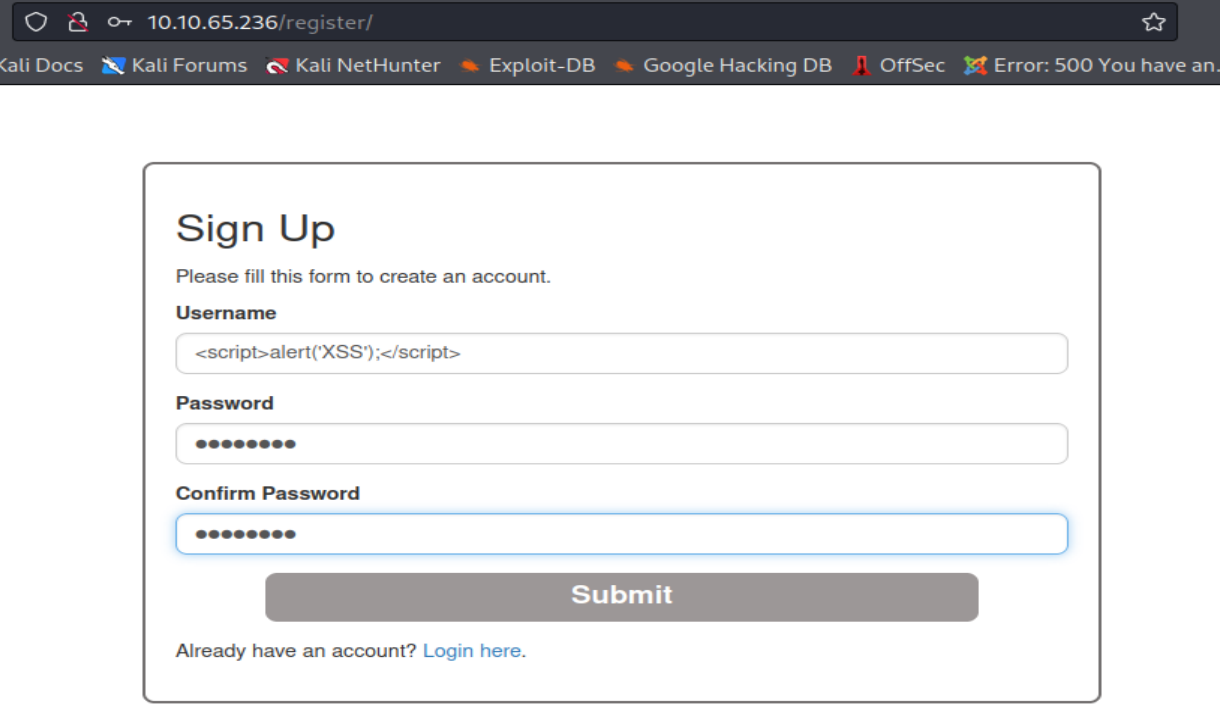 10.10.65.236/register/
Kali Docs Kali Forums Kali NetHunter Exploit-DB Google Hacking DB OffSec Error: 500 You have an.
Sign Up
Please fill this form to create an account.
Username
<script>alert('XSS');</script>
Password
••••••••
Confirm Password
••••••••
Submit
Already have an account? Login here.